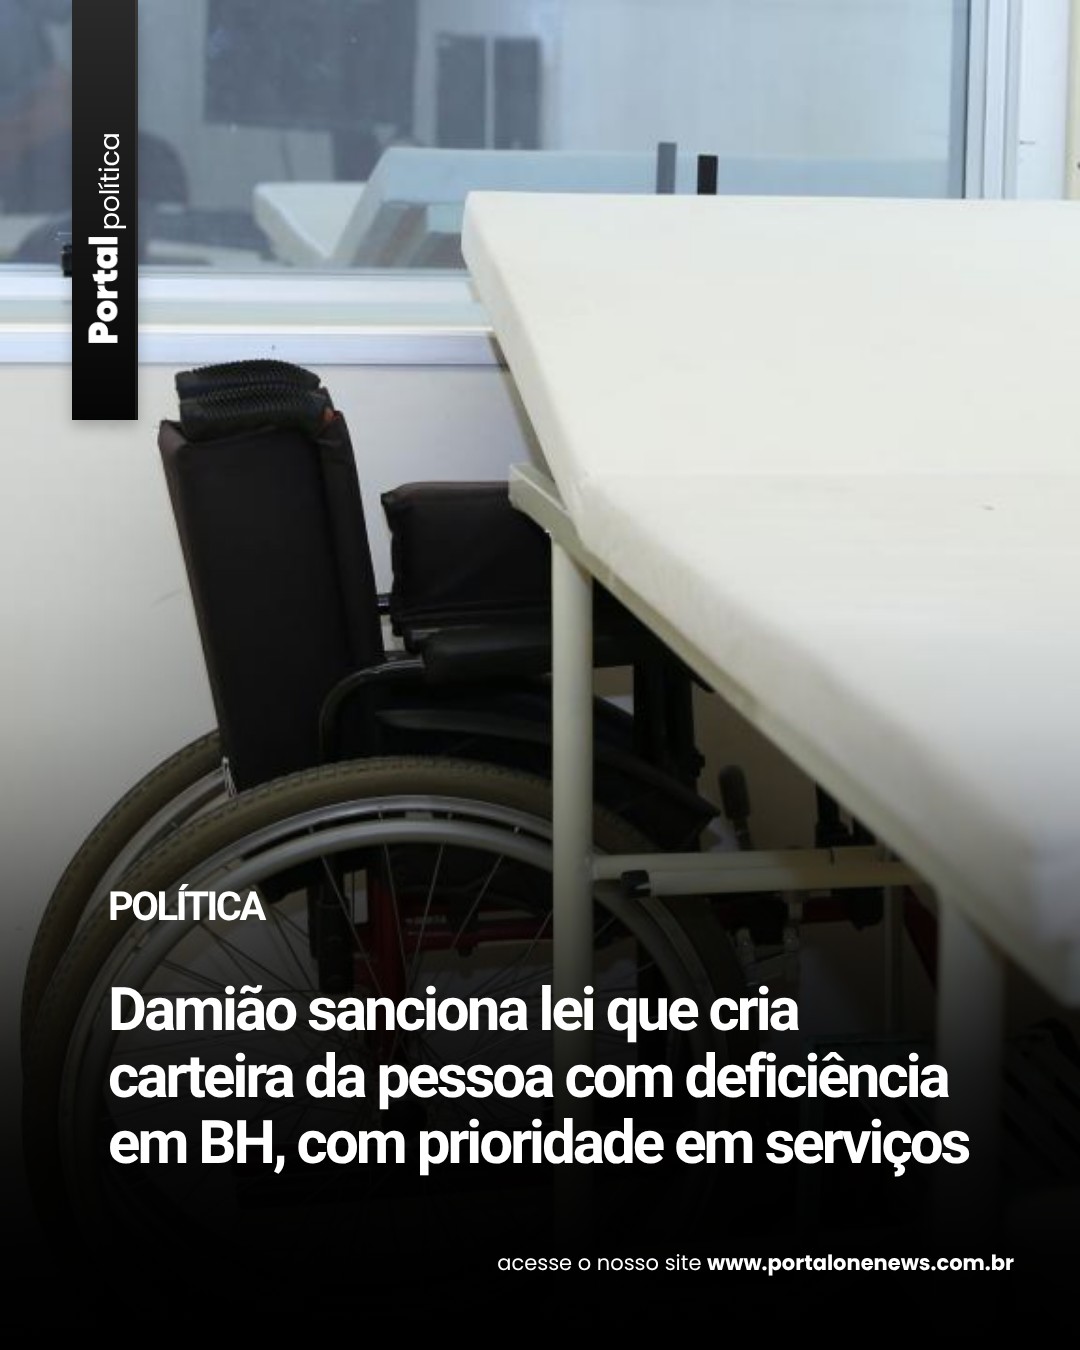 Portal política
POLÍTICA
Damião sanciona lei que cria
carteira da pessoa com deficiência
em BH, com prioridade em serviços
acesse o nosso site www.portalonenews.com.br